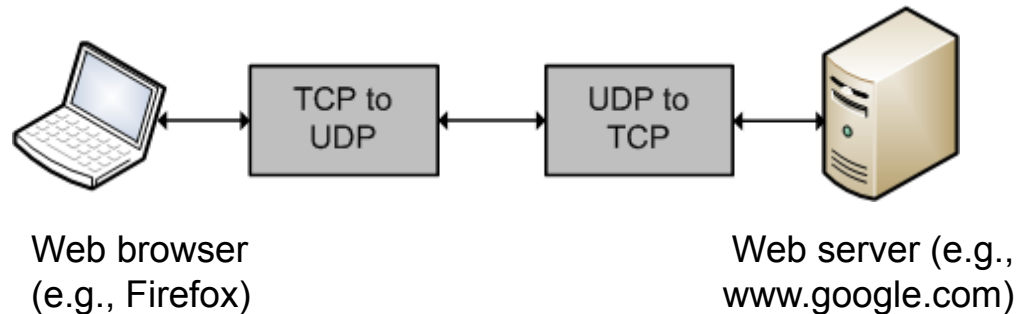 TCP to
UDP
UDP to
TCP
Web browser
(e.g., Firefox)
Web server (e.g.,
www.google.com)